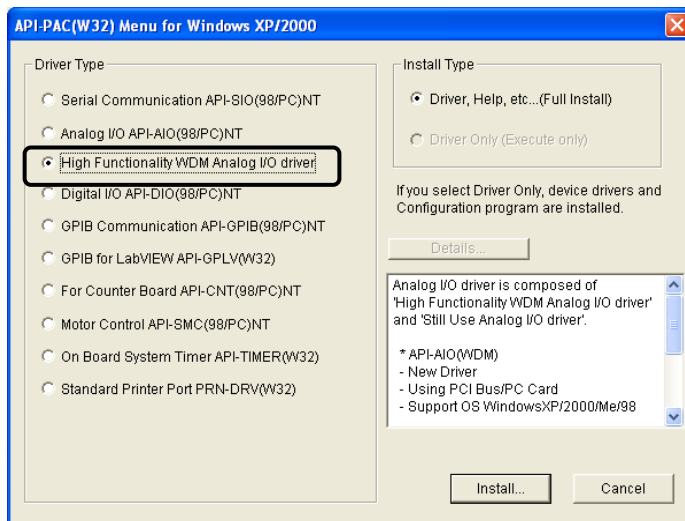 API-PAC(W32) Menu for Windows XP/2000
Driver Type
Serial Communication API-SIO(98/PC)NT
Analog I/O API-AIO(98/PC)NT
High Functionality WDM Analog I/O driver
Digital I/O API-DIO(98/PC)NT
GPIB Communication API-GPIB(98/PC)NT
GPIB for LabVIEW API-GPLV(W32)
For Counter Board API-CNT(98/PC)NT
Motor Control API-SMC(98/PC)NT
On Board System Timer API-TIMER(W32)
Standard Printer Port PRN-DRV(W32)
Install Type
Driver, Help, etc...(Full Install)
Driver Only (Execute only)
If you select Driver Only, device drivers and
Configuration program are installed.
Details...
Analog I/O driver is composed of
'High Functionality WDM Analog I/O driver'
and 'Still Use Analog I/O driver'.
* API-AIO(WDM)
- New Driver
- Using PCI Bus/PC Card
- Support OS WindowsXP/2000/Me/98
Install...
Cancel